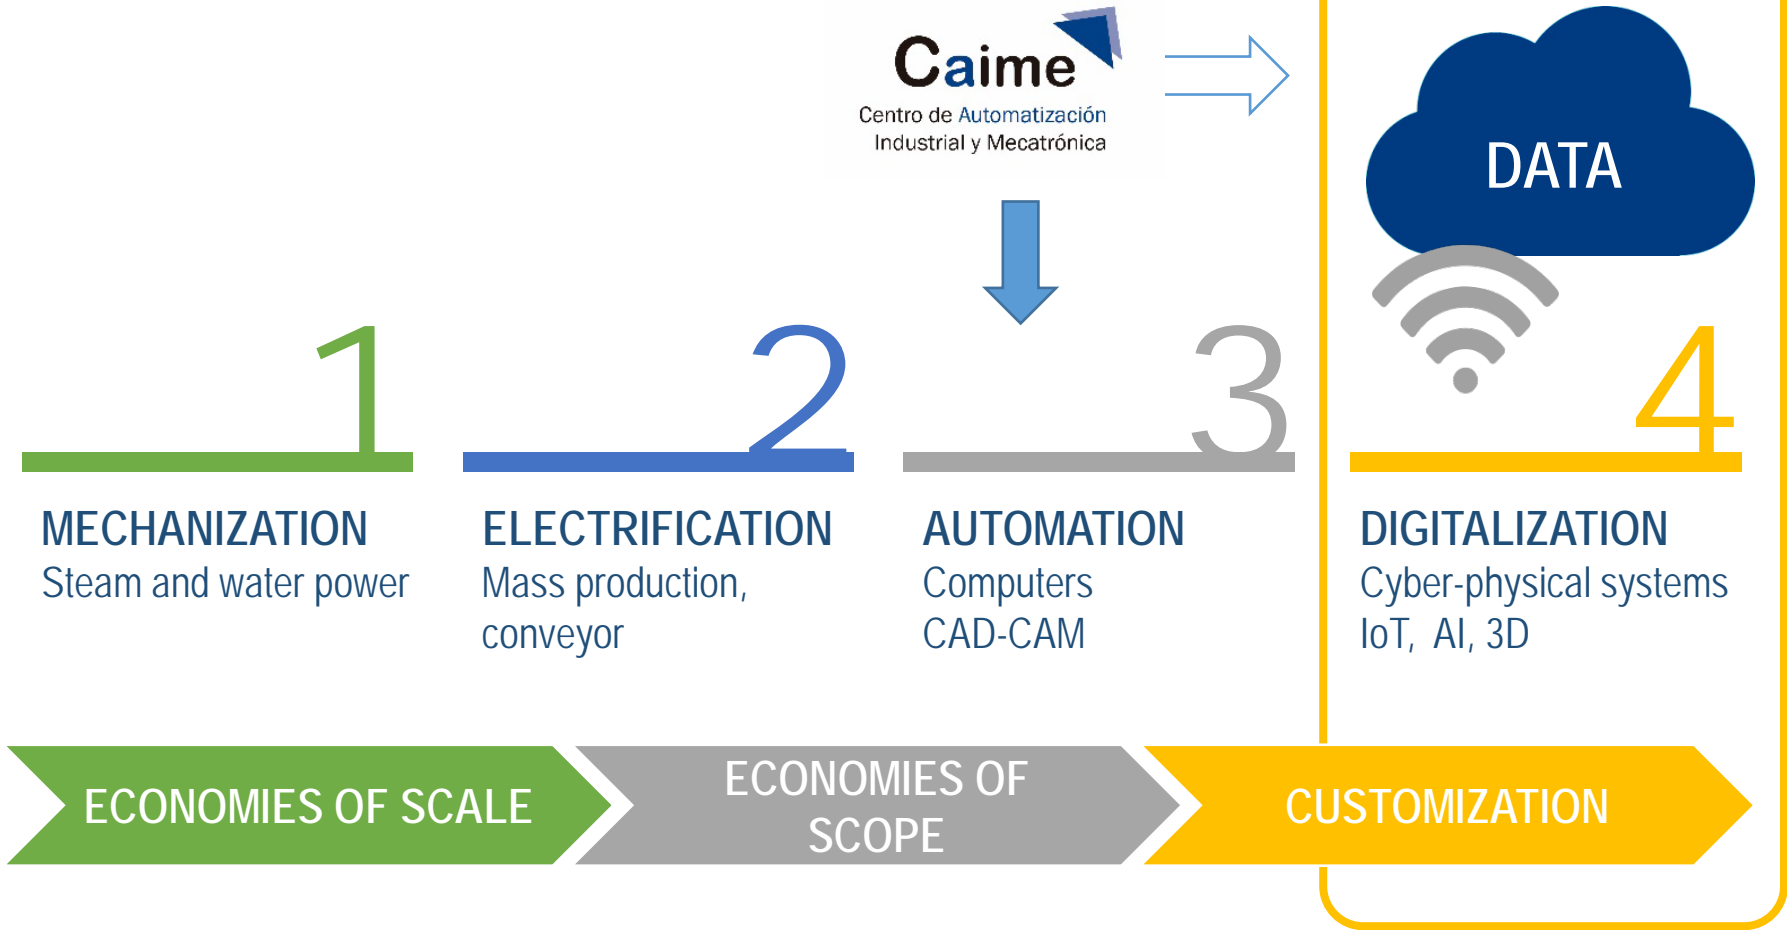 Caime
Centro de Automatización
Industrial y Mecatrónica
DATA
1
2
3
4
MECHANIZATION
Steam and water power
ELECTRIFICATION
Mass production,
conveyor
AUTOMATION
Computers
CAD-CAM
DIGITALIZATION
Cyber-physical systems
IoT, AI, 3D
ECONOMIES OF SCALE
ECONOMIES OF
SCOPE
CUSTOMIZATION